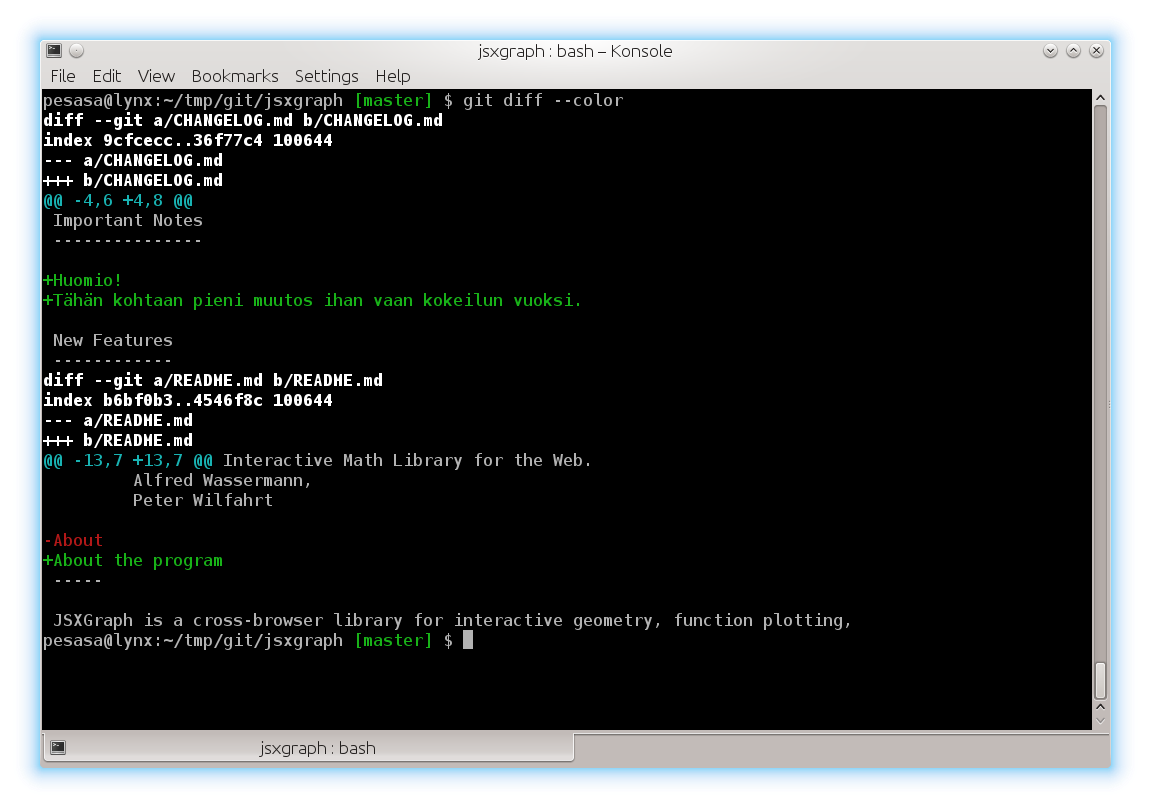 jsxgraph : bash – Konsole
File Edit View Bookmarks Settings Help
pesasa@lynx:~/tmp/git/jsxgraph [master] $ git diff --color
diff --git a/CHANGELOG.md b/CHANGELOG.md
index 9cfcecc..36f77c4 100644
--- a/CHANGELOG.md
+++ b/CHANGELOG.md
@@ -4,6 +4,8 @@
 Important Notes
 ---------------

+Huomio!
+Tähän kohtaan pieni muutos ihan vaan kokeilun vuoksi.

 New Features
 ------------
diff --git a/README.md b/README.md
index b6bf0b3..4546f8c 100644
--- a/README.md
+++ b/README.md
@@ -13,7 +13,7 @@ Interactive Math Library for the Web.
         Alfred Wassermann,
         Peter Wilfahrt

-About
+About the program
 -----

 JSXGraph is a cross-browser library for interactive geometry, function plotting,
pesasa@lynx:~/tmp/git/jsxgraph [master] $
jsxgraph : bash